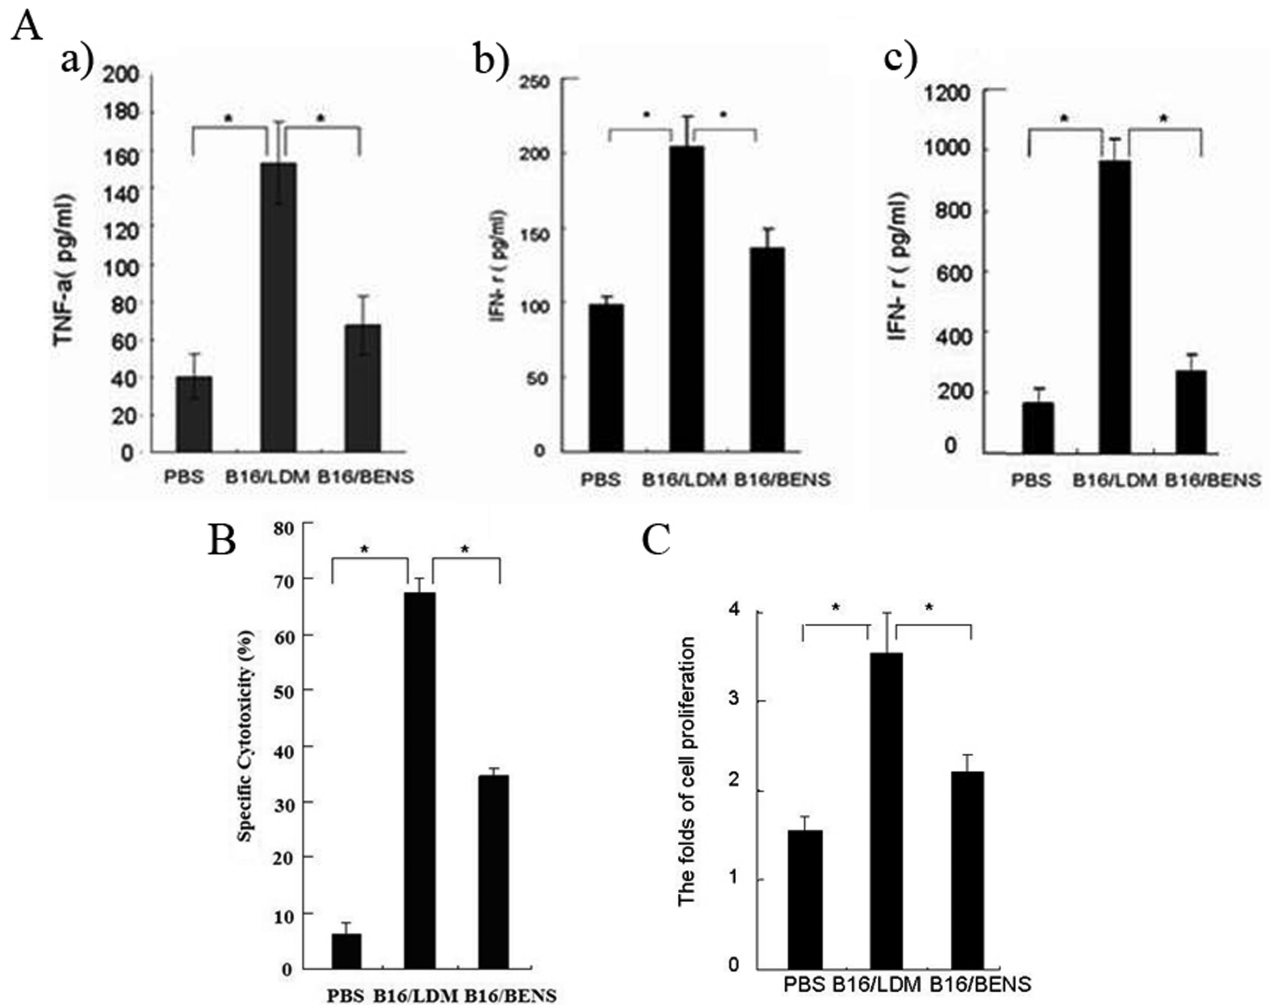 A
a)
200
180
160
140
120
100
80
60
40
20
0
TNF-a( pg/ml)
* *
PBS B16/LDM B16/BENS
b)
250
200
150
100
50
0
IFN- r ( pg/ml)
* *
PBS B16/LDM B16/BENS
c)
1200
1000
800
600
400
200
0
IFN- r ( pg/ml)
* *
PBS B16/LDM B16/BENS
B
80
70
60
50
40
30
20
10
0
Specific Cytotoxicity (%)
* *
PBS B16/LDM B16/BENS
C
4
3
2
1
0
The folds of cell proliferation
* *
PBS B16/LDM B16/BENS